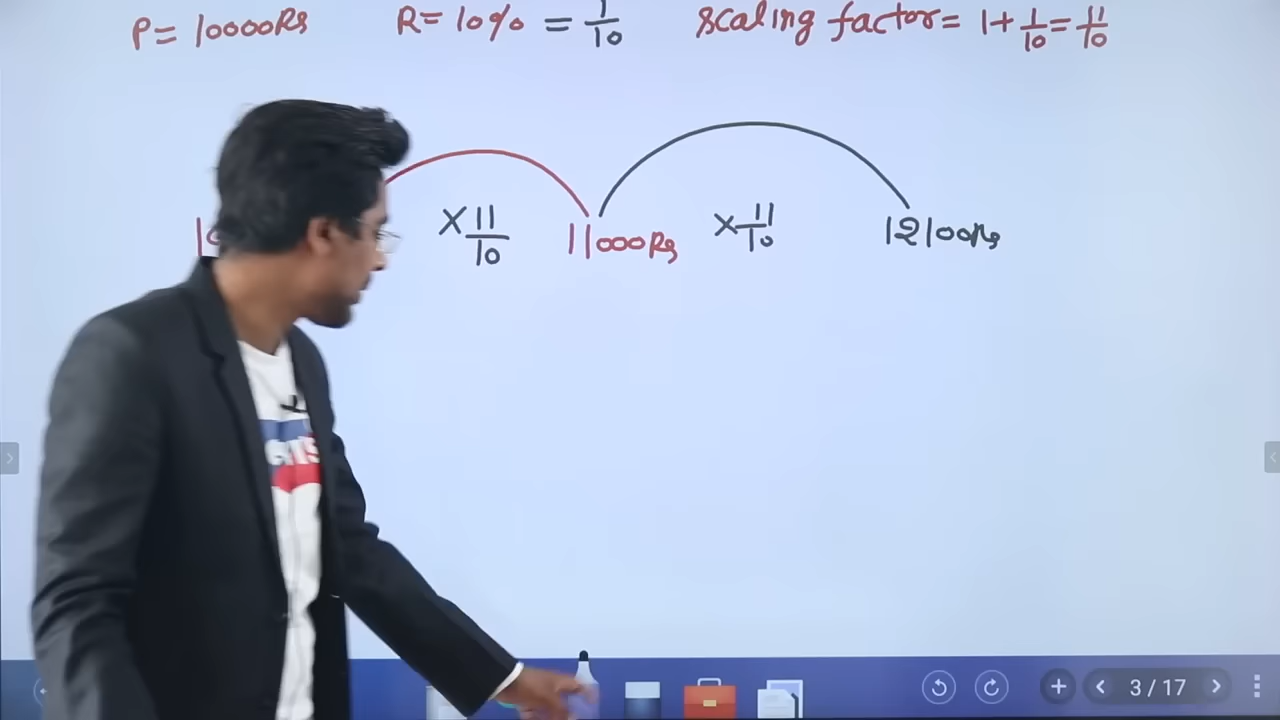 P = 10000Rs R = 10% = 1/10 scaling factor = 1 + 1/10 = 11/10
× 11/10 11000Rs × 11/10 12100Rs
3 / 17